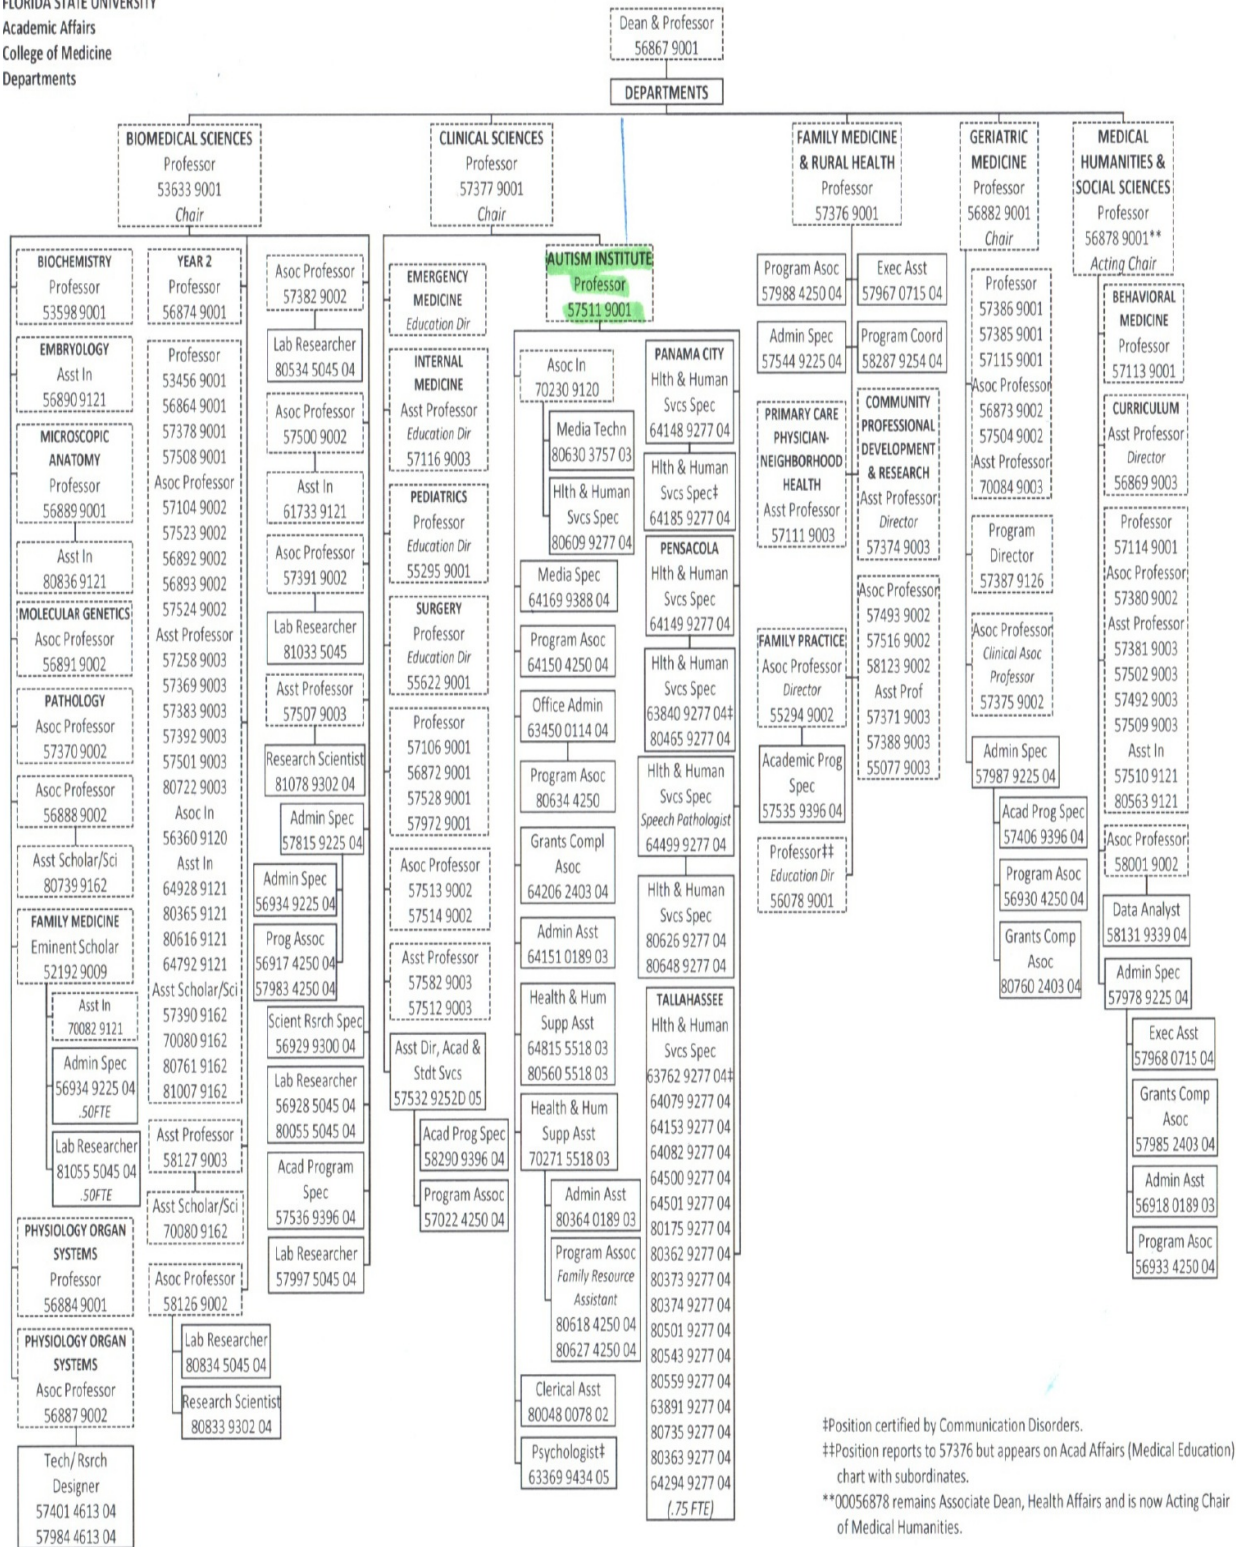 FLORIDA STATE UNIVERSITY
Academic Affairs
College of Medicine
Departments
Dean & Professor
56867 9001
DEPARTMENTS
BIOMEDICAL SCIENCES
Professor
53633 9001
Chair
BIOCHEMISTRY
Professor
53598 9001
EMBRYOLOGY
Asst In
56890 9121
MICROSCOPIC
ANATOMY
Professor
56889 9001
Asst In
80836 9121
MOLECULAR GENETICS
Asoc Professor
56891 9002
PATHOLOGY
Asoc Professor
57370 9002
Asoc Professor
56888 9002
Asst Scholar/Sci
80739 9162
FAMILY MEDICINE
Eminent Scholar
52192 9009
Asst In
70082 9121
Admin Spec
56934 9225 04
.50FTE
Lab Researcher
81055 5045 04
.50FTE
PHYSIOLOGY ORGAN
SYSTEMS
Professor
56884 9001
PHYSIOLOGY ORGAN
SYSTEMS
Asoc Professor
56887 9002
Tech/ Rsrch
Designer
57401 4613 04
57984 4613 04
YEAR 2
Professor
56874 9001
Professor
53456 9001
56864 9001
57378 9001
57508 9001
Asoc Professor
57104 9002
57523 9002
56892 9002
56893 9002
57524 9002
Asst Professor
57258 9003
57369 9003
57383 9003
57392 9003
57501 9003
80722 9003
Asoc In
56360 9120
Asst In
64928 9121
80365 9121
80616 9121
64792 9121
Asst Scholar/Sci
57390 9162
70080 9162
80761 9162
81007 9162
Asst Professor
58127 9003
Asst Scholar/Sci
70080 9162
Asoc Professor
58126 9002
Lab Researcher
80834 5045 04
Research Scientist
80833 9302 04
Asoc Professor
57382 9002
Lab Researcher
80534 5045 04
Asoc Professor
57500 9002
Asst In
61733 9121
Asoc Professor
57391 9002
Lab Researcher
81033 5045
Asst Professor
57507 9003
Research Scientist
81078 9302 04
Admin Spec
57815 9225 04
Admin Spec
56934 9225 04
Prog Assoc
56917 4250 04
57983 4250 04
Scient Rsrch Spec
56929 9300 04
Lab Researcher
56928 5045 04
80055 5045 04
Acad Program
Spec
57536 9396 04
Lab Researcher
57997 5045 04
CLINICAL SCIENCES
Professor
57377 9001
Chair
EMERGENCY
MEDICINE
Education Dir
INTERNAL
MEDICINE
Asst Professor
Education Dir
57116 9003
PEDIATRICS
Professor
Education Dir
55295 9001
SURGERY
Professor
Education Dir
55622 9001
Professor
57106 9001
56872 9001
57528 9001
57972 9001
Asoc Professor
57513 9002
57514 9002
Asst Professor
57582 9003
57512 9003
Asst Dir, Acad &
Stdt Svcs
57532 9252D 05
Acad Prog Spec
58290 9396 04
Program Assoc
57022 4250 04
AUTISM INSTITUTE
Professor
57511 9001
Asoc In
70230 9120
Media Techn
80630 3757 03
Hlth & Human
Svcs Spec
80609 9277 04
Media Spec
64169 9388 04
Program Asoc
64150 4250 04
Office Admin
63450 0114 04
Program Asoc
80634 4250
Grants Compl
Asoc
64206 2403 04
Admin Asst
64151 0189 03
Health & Hum
Supp Asst
64815 5518 03
80560 5518 03
Health & Hum
Supp Asst
70271 5518 03
Admin Asst
80364 0189 03
Program Assoc
Family Resource
Assistant
80618 4250 04
80627 4250 04
Clerical Asst
80048 0078 02
Psychologist‡
63369 9434 05
PANAMA CITY
Hlth & Human
Svcs Spec
64148 9277 04
Hlth & Human
Svcs Spec‡
64185 9277 04
PENSACOLA
Hlth & Human
Svcs Spec
64149 9277 04
Hlth & Human
Svcs Spec
63840 9277 04‡
80465 9277 04
Hlth & Human
Svcs Spec
Speech Pathologist
64499 9277 04
Hlth & Human
Svcs Spec
80626 9277 04
80648 9277 04
TALLAHASSEE
Hlth & Human
Svcs Spec
63762 9277 04‡
64079 9277 04
64153 9277 04
64082 9277 04
64500 9277 04
64501 9277 04
80175 9277 04
80362 9277 04
80373 9277 04
80374 9277 04
80501 9277 04
80543 9277 04
80559 9277 04
63891 9277 04
80735 9277 04
80363 9277 04
64294 9277 04
(.75 FTE)
FAMILY MEDICINE
& RURAL HEALTH
Professor
57376 9001
Program Asoc
57988 4250 04
Exec Asst
57967 0715 04
Admin Spec
57544 9225 04
Program Coord
58287 9254 04
PRIMARY CARE
PHYSICIAN-
NEIGHBORHOOD
HEALTH
Asst Professor
57111 9003
COMMUNITY
PROFESSIONAL
DEVELOPMENT
& RESEARCH
Asst Professor
Director
57374 9003
FAMILY PRACTICE
Asoc Professor
Director
55294 9002
Asoc Professor
57493 9002
57516 9002
58123 9002
Asst Prof
57371 9003
57388 9003
55077 9003
Academic Prog
Spec
57535 9396 04
Professor‡‡
Education Dir
56078 9001
GERIATRIC
MEDICINE
Professor
56882 9001
Chair
Professor
57386 9001
57385 9001
57115 9001
Asoc Professor
56873 9002
57504 9002
Asst Professor
70084 9003
Program
Director
57387 9126
Asoc Professor
Clinical Asoc
Professor
57375 9002
Admin Spec
57987 9225 04
Acad Prog Spec
57406 9396 04
Program Asoc
56930 4250 04
Grants Comp
Asoc
80760 2403 04
MEDICAL
HUMANITIES &
SOCIAL SCIENCES
Professor
56878 9001**
Acting Chair
BEHAVIORAL
MEDICINE
Professor
57113 9001
CURRICULUM
Asst Professor
Director
56869 9003
Professor
57114 9001
Asoc Professor
57380 9002
Asst Professor
57381 9003
57502 9003
57492 9003
57509 9003
Asst In
57510 9121
80563 9121
Asoc Professor
58001 9002
Data Analyst
58131 9339 04
Admin Spec
57978 9225 04
Exec Asst
57968 0715 04
Grants Comp
Asoc
57985 2403 04
Admin Asst
56918 0189 03
Program Asoc
56933 4250 04
‡Position certified by Communication Disorders.
‡‡Position reports to 57376 but appears on Acad Affairs (Medical Education)
chart with subordinates.
**00056878 remains Associate Dean, Health Affairs and is now Acting Chair
of Medical Humanities.